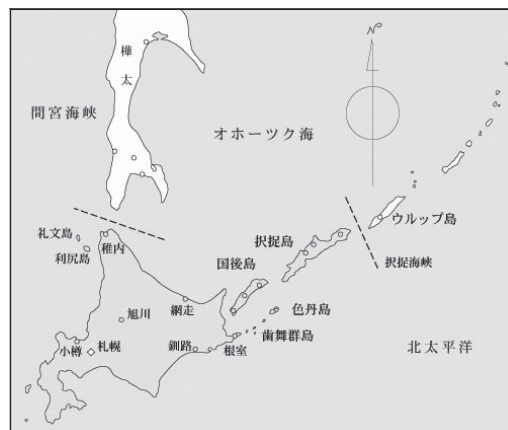 樺太
N
間宮海峡
オホーツク海
ウルップ島
礼文島
択捉島
稚内
択捉海峡
利尻島
国後島
網走
色丹島
旭川
歯舞群島
小樽
札幌
釧路
根室
北太平洋